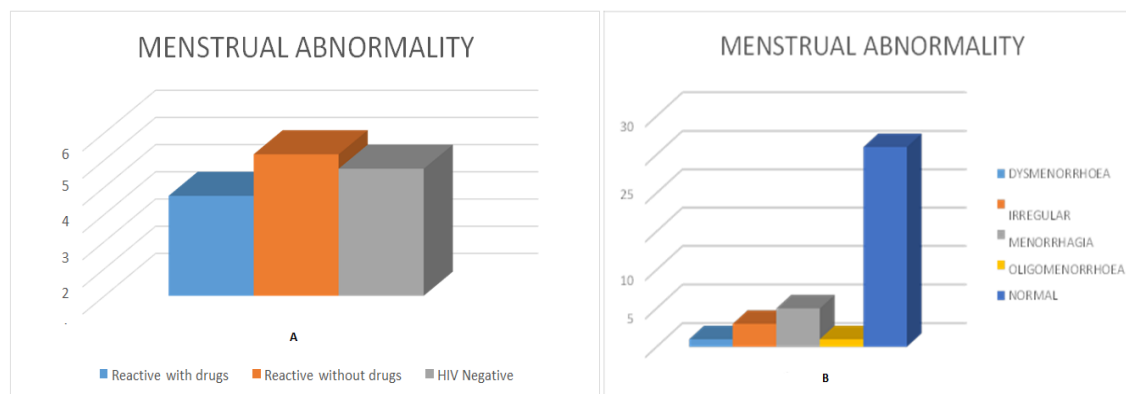 MENSTRUAL ABNORMALITY
6
5
4
3
2
A
Reactive with drugs Reactive without drugs HIV Negative
MENSTRUAL ABNORMALITY
30
25
10
5
DYSMENORRHOEA
IRREGULAR
MENORRHAGIA
OLIGOMENORRHOEA
NORMAL
B